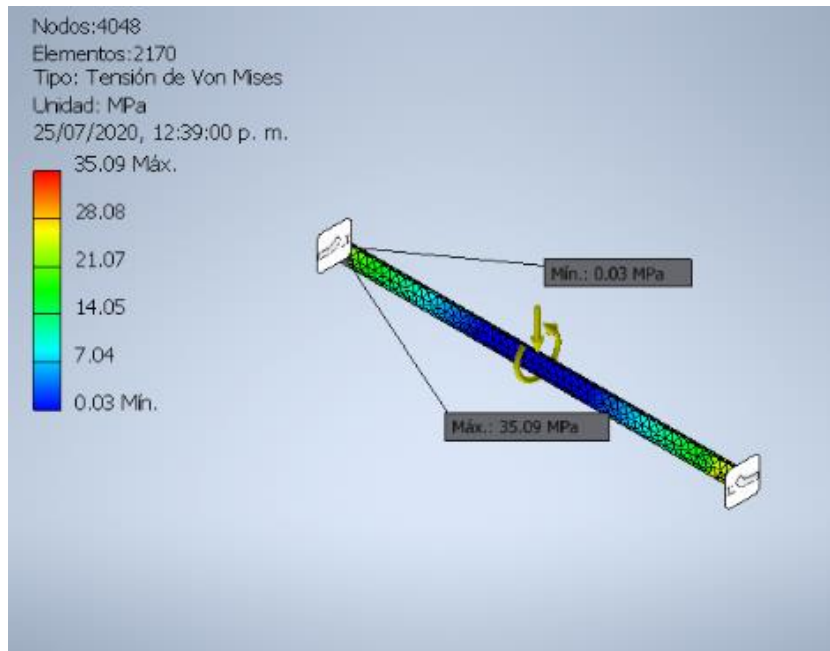 Nodos:4048
Elementos:2170
Tipo: Tensión de Von Mises
Unidad: MPa
25/07/2020, 12:39:00 p. m.
35.09 Máx.
28.08
21.07
14.05
7.04
0.03 Mín.
Mín.: 0.03 MPa
Máx.: 35.09 MPa